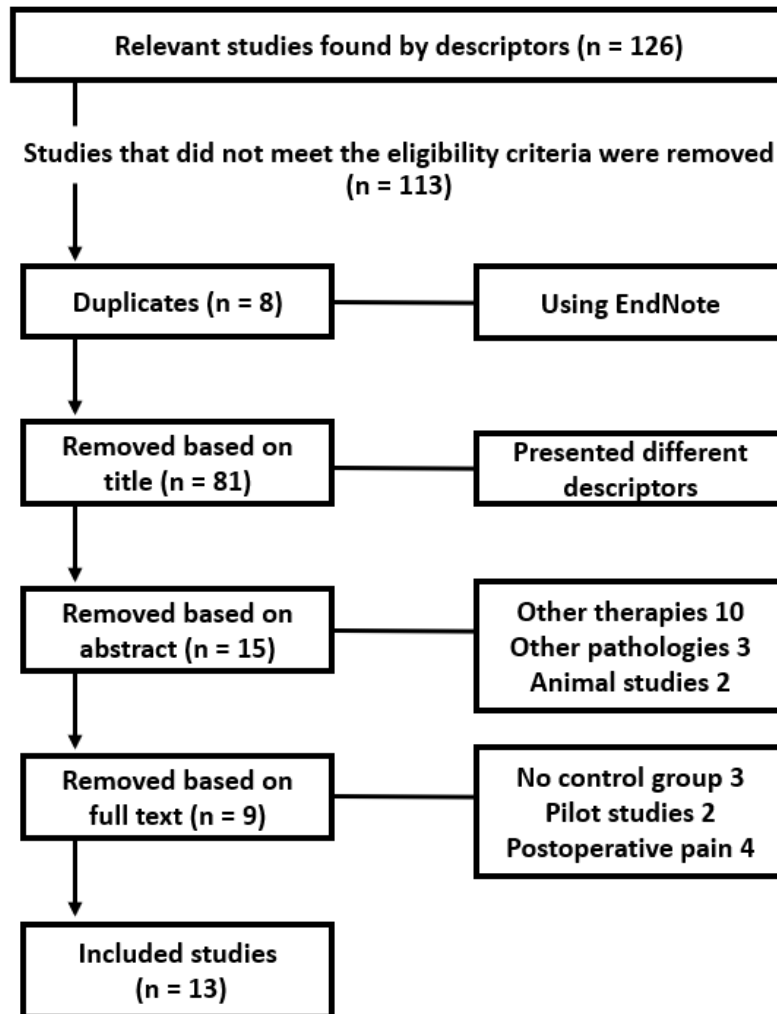 Relevant studies found by descriptors (n = 126)
Studies that did not meet the eligibility criteria were removed
(n = 113)
Duplicates (n = 8)
Using EndNote
Removed based on
title (n = 81)
Presented different
descriptors
Removed based on
abstract (n = 15)
Other therapies 10
Other pathologies 3
Animal studies 2
Removed based on
full text (n = 9)
No control group 3
Pilot studies 2
Postoperative pain 4
Included studies
(n = 13)